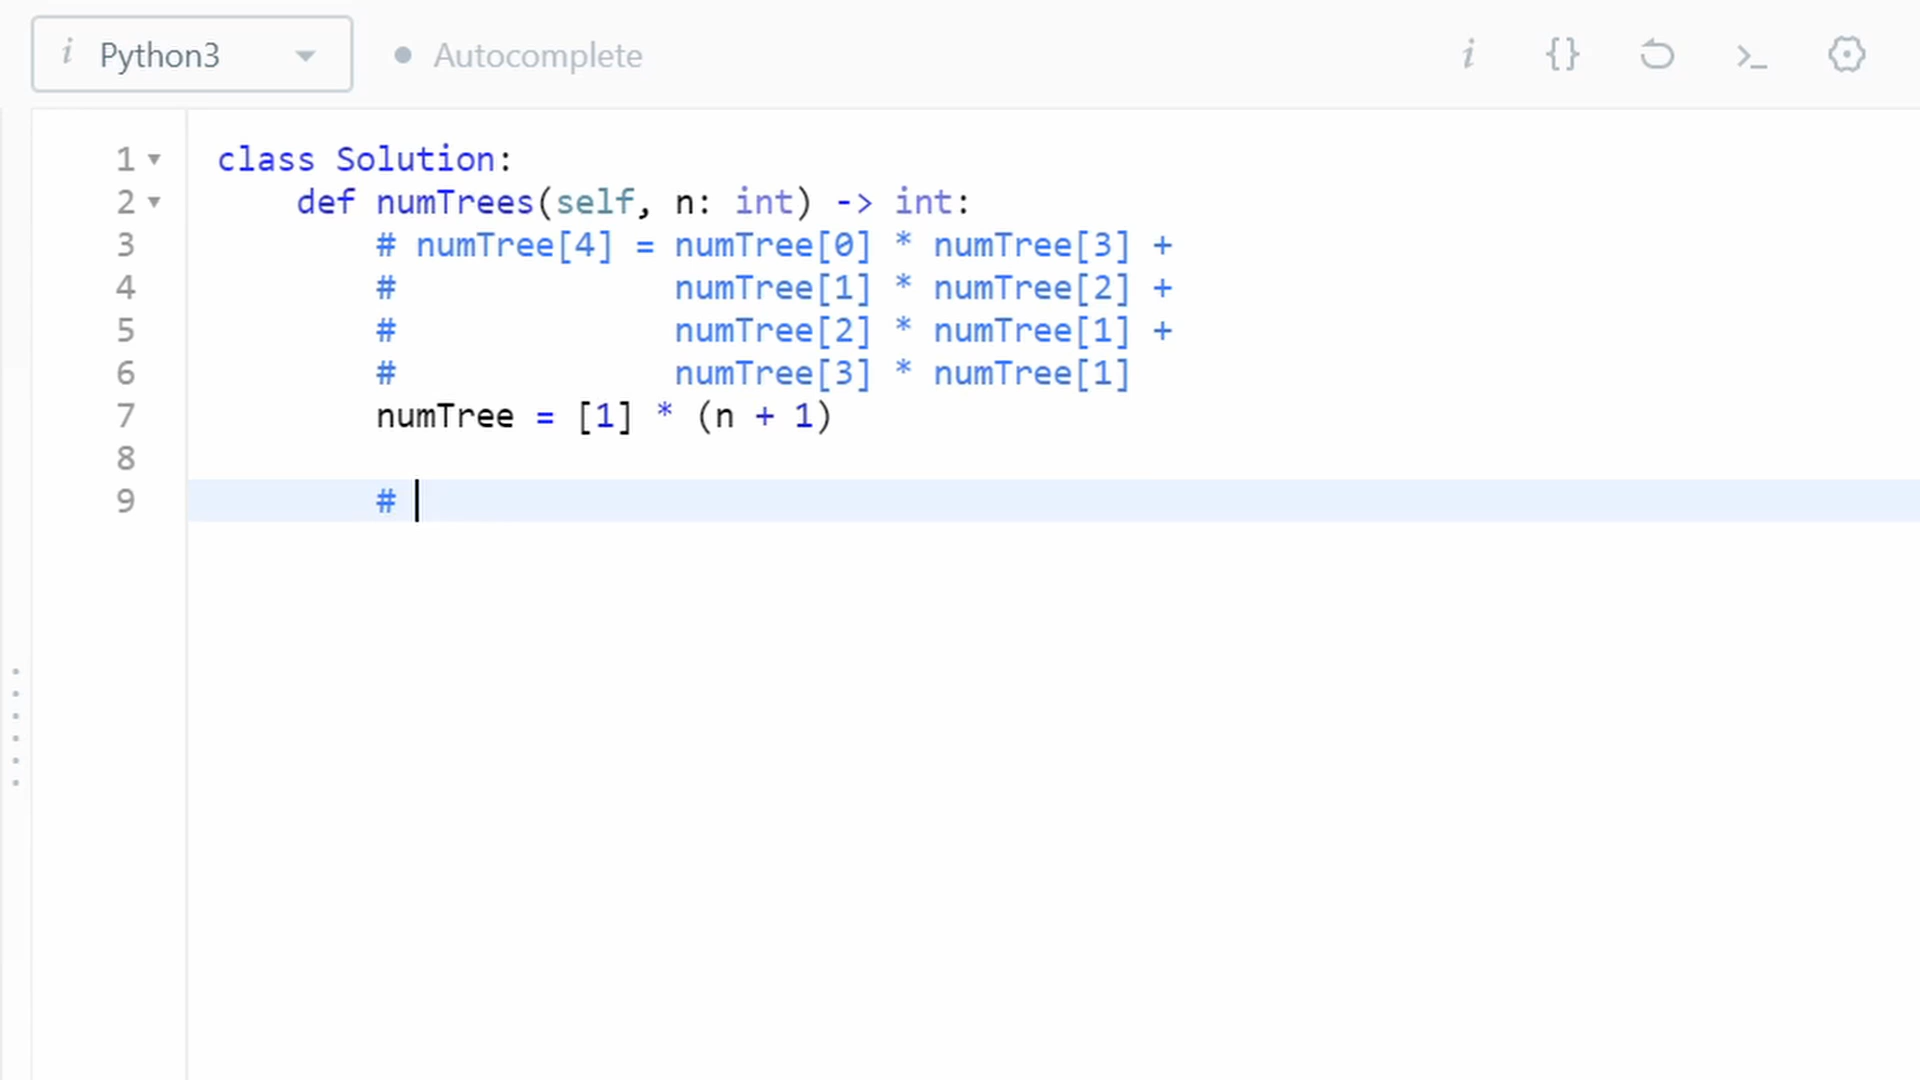 i Python3 Autocomplete i {} >_
1 class Solution:
2 def numTrees(self, n: int) -> int:
3 # numTree[4] = numTree[0] * numTree[3] +
4 # numTree[1] * numTree[2] +
5 # numTree[2] * numTree[1] +
6 # numTree[3] * numTree[1]
7 numTree = [1] * (n + 1)
8
9 #